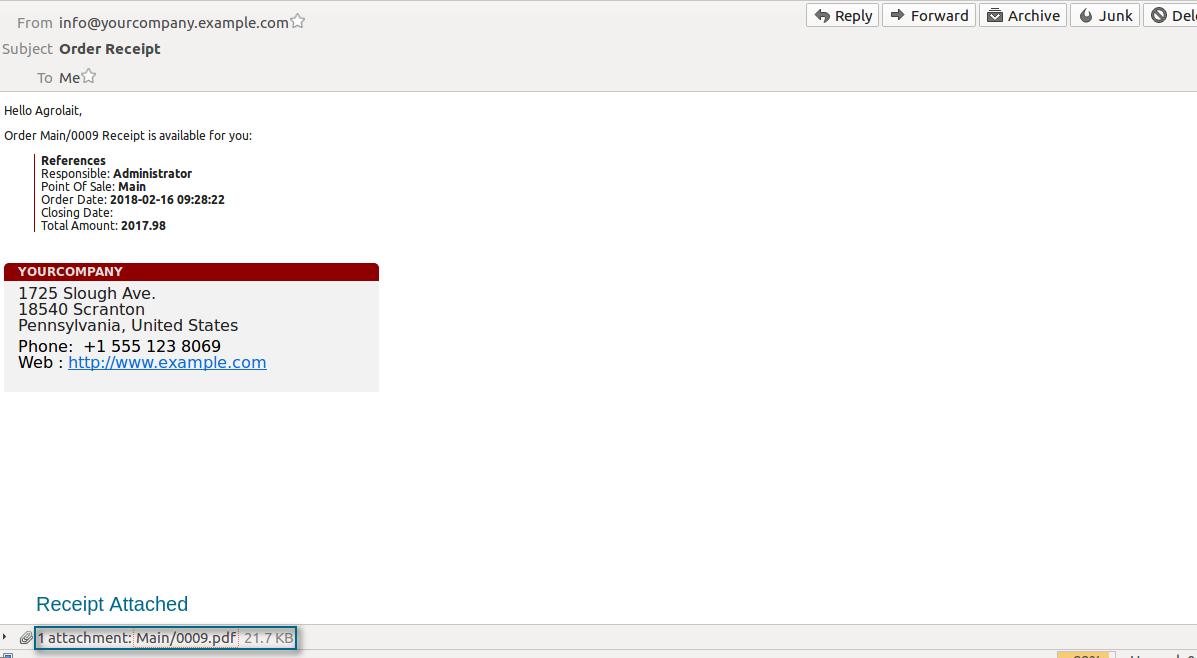 From info@yourcompany.example.com
Reply Forward Archive Junk
Subject Order Receipt
To Me
Hello Agrolait,
Order Main/0009 Receipt is available for you:
References
Responsible: Administrator
Point Of Sale: Main
Order Date: 2018-02-16 09:28:22
Closing Date:
Total Amount: 2017.98
YOURCOMPANY
1725 Slough Ave.
18540 Scranton
Pennsylvania, United States
Phone: +1 555 123 8069
Web : http://www.example.com
Receipt Attached
1 attachment: Main/0009.pdf 21.7 KB